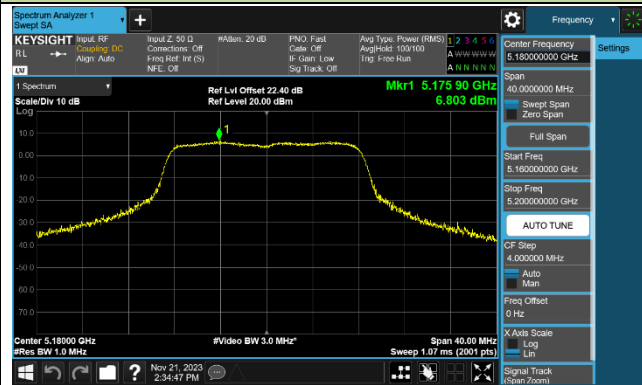 Spectrum Analyzer 1
Swept SA
Frequency
KEYSIGHT
RL
Input: RF
Coupling: DC
Align: Auto
Input Z: 50 Ω
Corrections: Off
Freq Ref: Int (S)
NFE: Off
#Atten: 20 dB
PNO: Fast
Gate: Off
IF Gain: Low
Sig Track: Off
Avg Type: Power (RMS)
Avg|Hold: 100/100
Trig: Free Run
1 2 3 4 5 6
A W W W W W
A N N N N N
1 Spectrum
Scale/Div 10 dB
Log
Ref Lvl Offset 22.40 dB
Ref Level 20.00 dBm
Mkr1 5.175 90 GHz
6.803 dBm
1
10.0
0.00
-10.0
-20.0
-30.0
-40.0
-50.0
-60.0
-70.0
Center 5.18000 GHz
#Res BW 1.0 MHz
#Video BW 3.0 MHz*
Span 40.00 MHz
Sweep 1.07 ms (2001 pts)
Nov 21, 2023
2:34:47 PM
Center Frequency
5.180000000 GHz
Settings
Span
40.0000000 MHz
Swept Span
Zero Span
Full Span
Start Freq
5.160000000 GHz
Stop Freq
5.200000000 GHz
AUTO TUNE
CF Step
4.000000 MHz
Auto
Man
Freq Offset
0 Hz
X Axis Scale
Log
Lin
Signal Track
(Span Zoom)